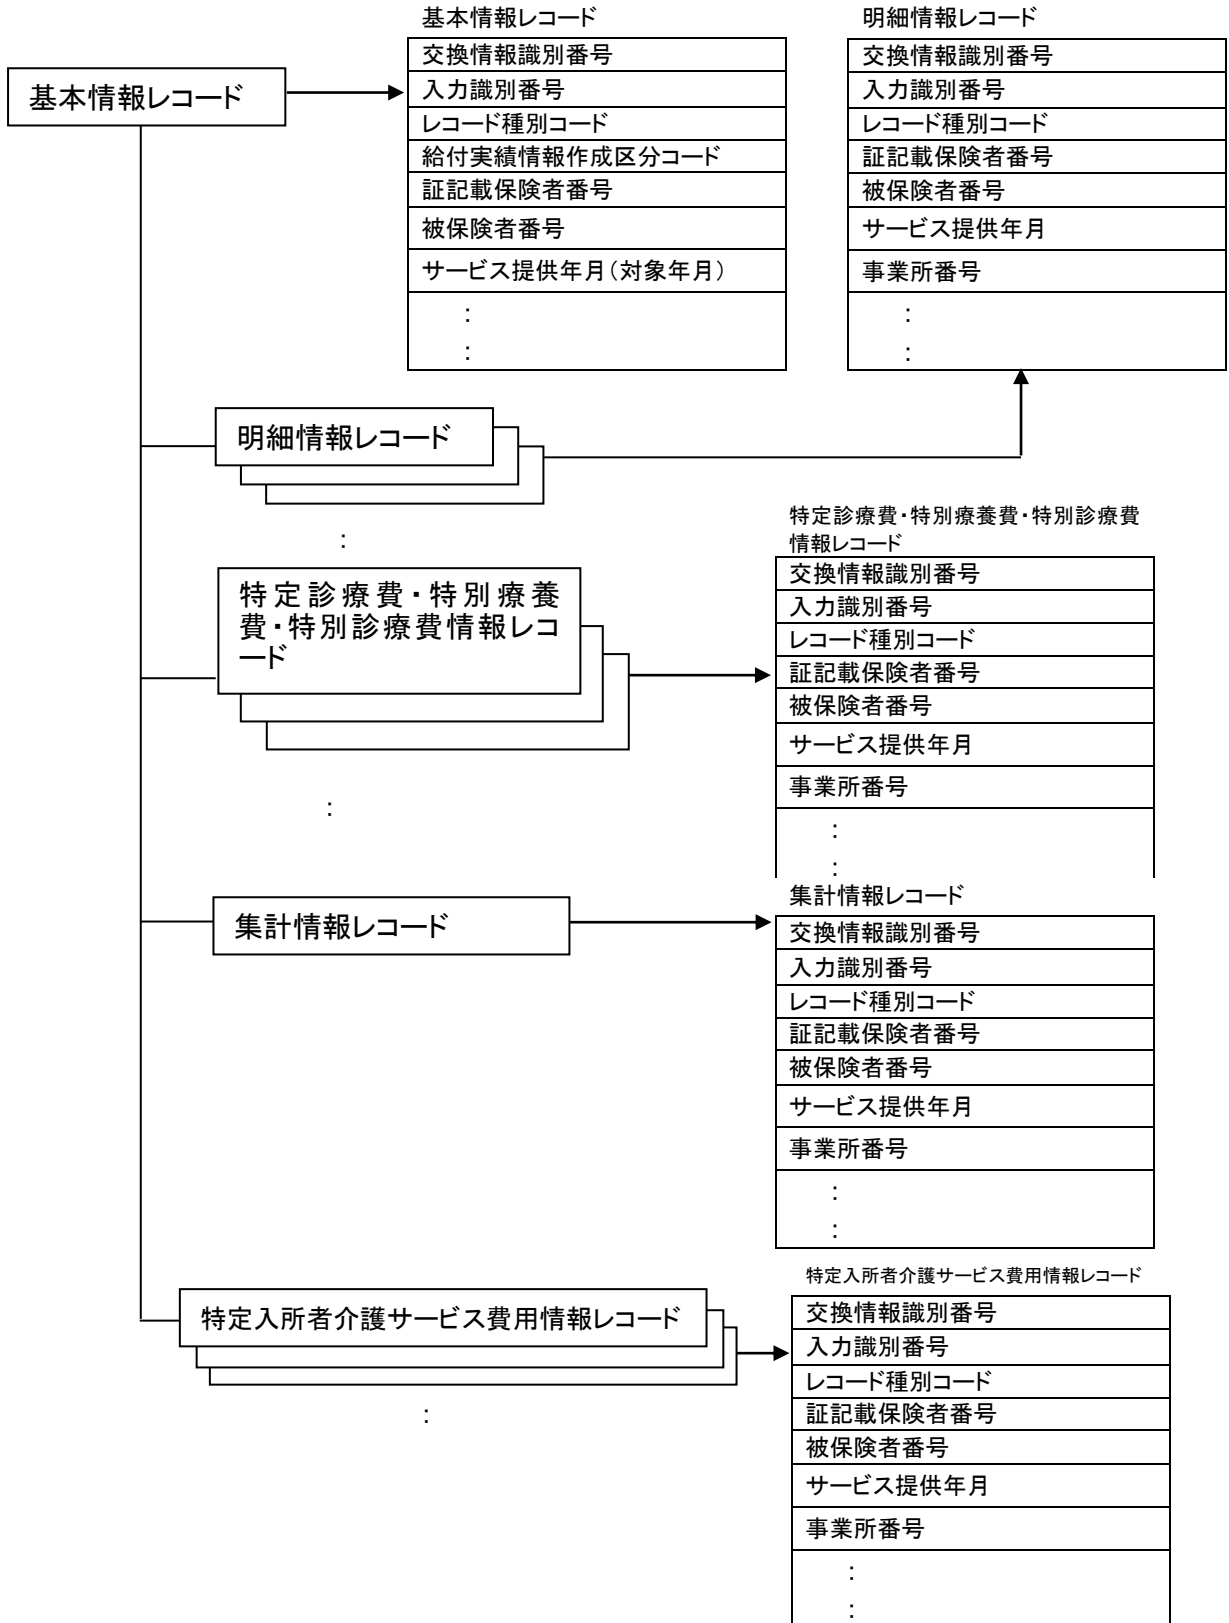 基本情報レコード
基本情報レコード
交換情報識別番号
入力識別番号
レコード種別コード
給付実績情報作成区分コード
証記載保険者番号
被保険者番号
サービス提供年月（対象年月）
：
：
明細情報レコード
交換情報識別番号
入力識別番号
レコード種別コード
証記載保険者番号
被保険者番号
サービス提供年月
事業所番号
：
：
明細情報レコード
：
特定診療費・特別療養
費・特別診療費情報レコ
ード
：
特定診療費・特別療養費・特別診療費
情報レコード
交換情報識別番号
入力識別番号
レコード種別コード
証記載保険者番号
被保険者番号
サービス提供年月
事業所番号
：
：
集計情報レコード
集計情報レコード
交換情報識別番号
入力識別番号
レコード種別コード
証記載保険者番号
被保険者番号
サービス提供年月
事業所番号
：
：
特定入所者介護サービス費用情報レコード
：
特定入所者介護サービス費用情報レコード
交換情報識別番号
入力識別番号
レコード種別コード
証記載保険者番号
被保険者番号
サービス提供年月
事業所番号
：
：